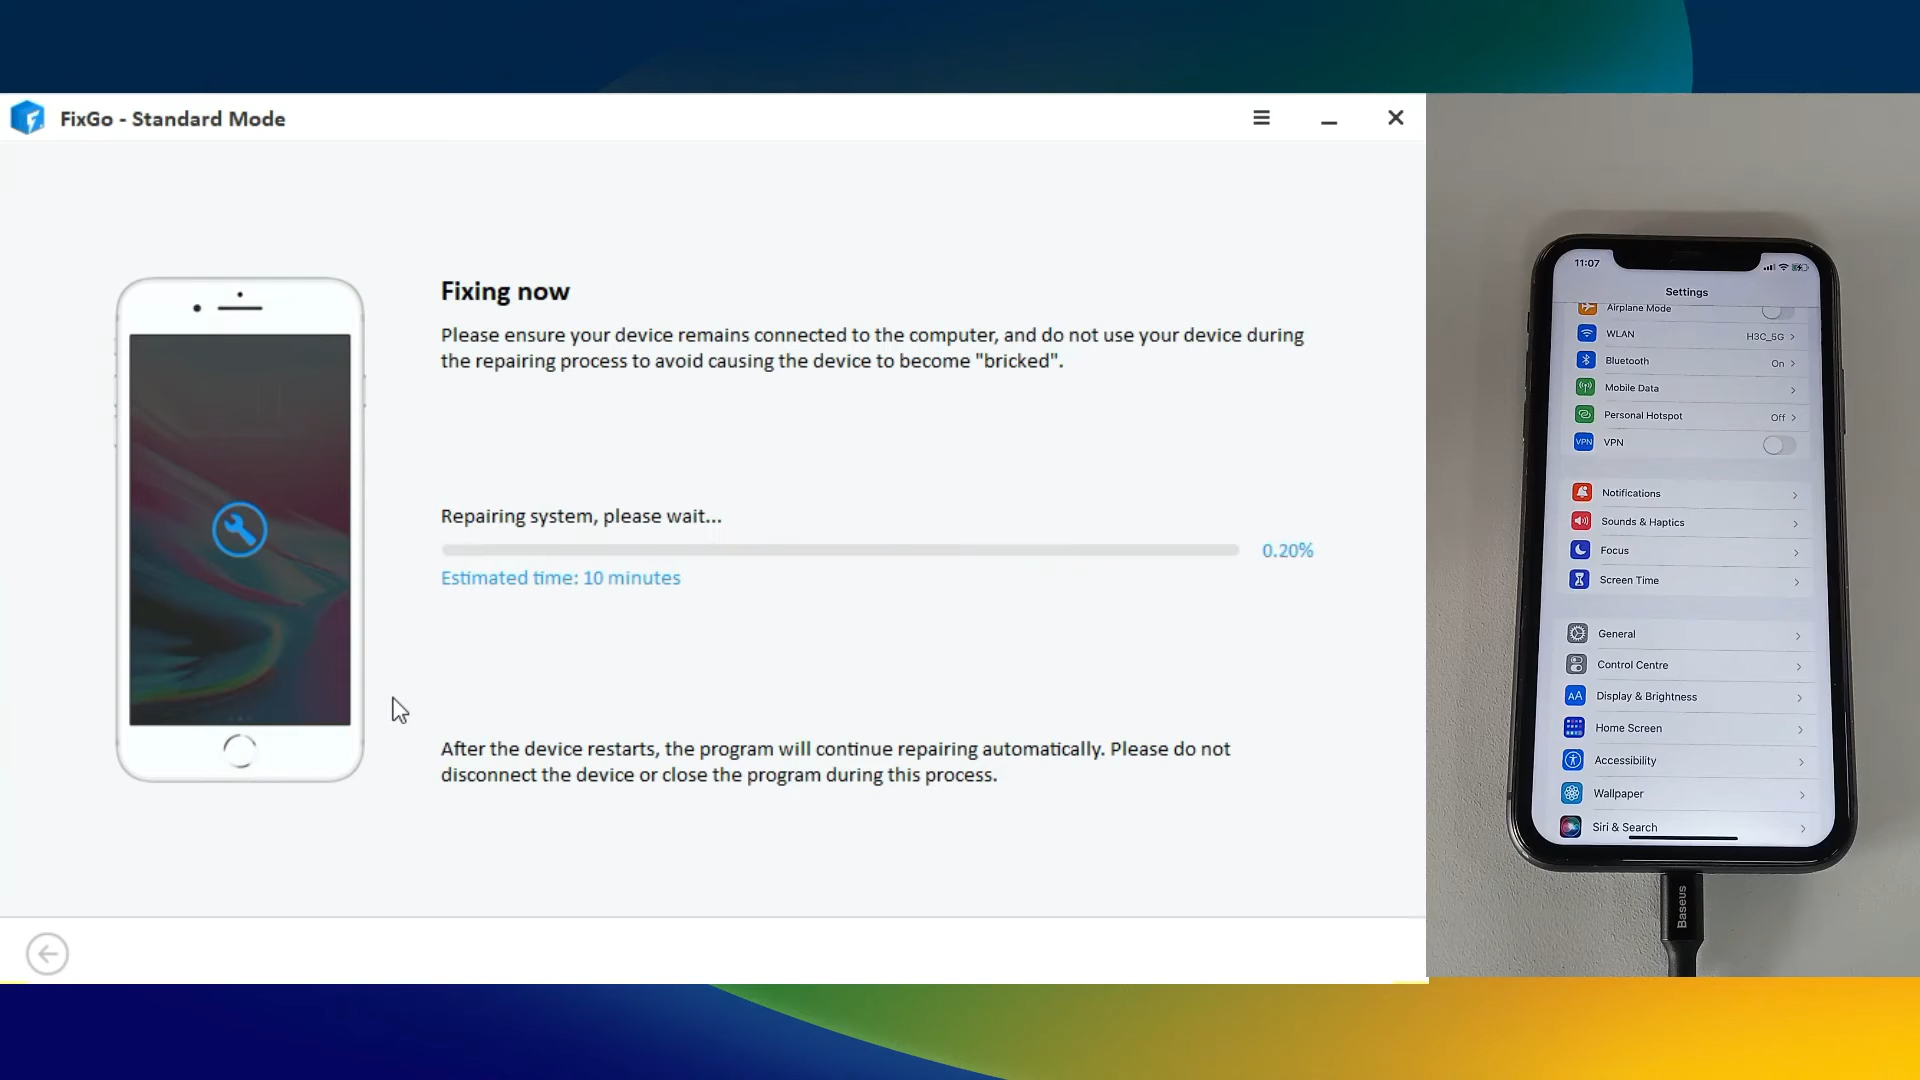 FixGo - Standard Mode
Fixing now
Please ensure your device remains connected to the computer, and do not use your device during
the repairing process to avoid causing the device to become "bricked".
Repairing system, please wait...
0.20%
Estimated time: 10 minutes
After the device restarts, the program will continue repairing automatically. Please do not
disconnect the device or close the program during this process.
11:07
Settings
Airplane Mode
WLAN H3C_5G
Bluetooth On
Mobile Data
Personal Hotspot Off
VPN VPN
Notifications
Sounds & Haptics
Focus
Screen Time
General
Control Centre
AA Display & Brightness
Home Screen
Accessibility
Wallpaper
Siri & Search
Baseus